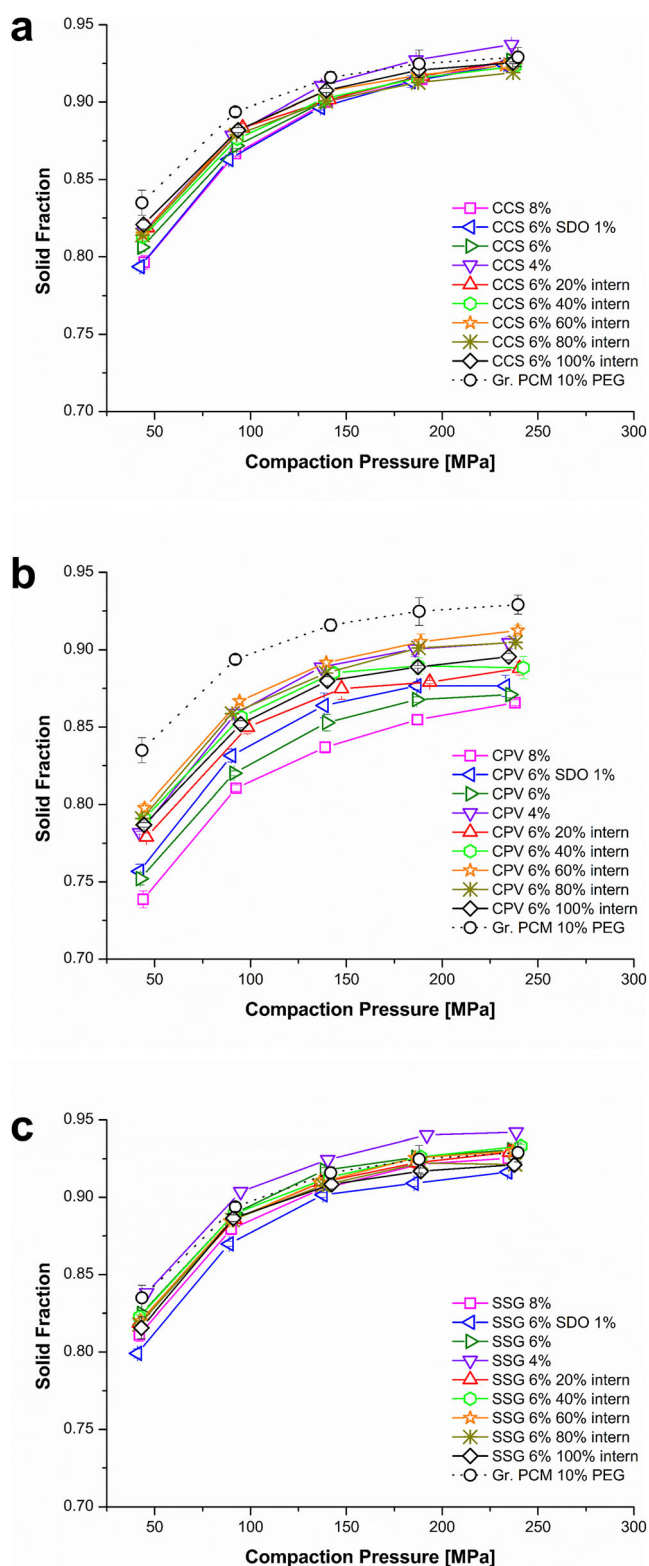 a
0.95
0.90
0.85
0.80
0.75
0.70
Solid Fraction
CCS 8%
CCS 6% SDO 1%
CCS 6%
CCS 4%
CCS 6% 20% intern
CCS 6% 40% intern
CCS 6% 60% intern
CCS 6% 80% intern
CCS 6% 100% intern
Gr. PCM 10% PEG
50 100 150 200 250 300
Compaction Pressure [MPa]
b
0.95
0.90
0.85
0.80
0.75
0.70
Solid Fraction
CPV 8%
CPV 6% SDO 1%
CPV 6%
CPV 4%
CPV 6% 20% intern
CPV 6% 40% intern
CPV 6% 60% intern
CPV 6% 80% intern
CPV 6% 100% intern
Gr. PCM 10% PEG
50 100 150 200 250 300
Compaction Pressure [MPa]
c
0.95
0.90
0.85
0.80
0.75
0.70
Solid Fraction
SSG 8%
SSG 6% SDO 1%
SSG 6%
SSG 4%
SSG 6% 20% intern
SSG 6% 40% intern
SSG 6% 60% intern
SSG 6% 80% intern
SSG 6% 100% intern
Gr. PCM 10% PEG
50 100 150 200 250 300
Compaction Pressure [MPa]